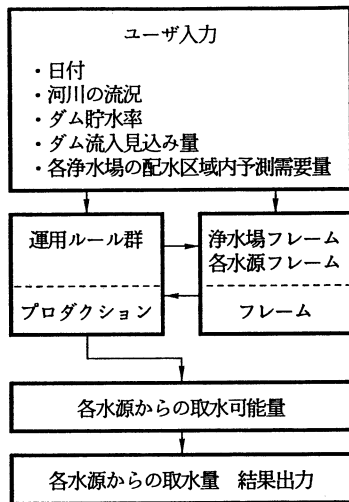 ユーザ入力
・日付
・河川の流況
・ダム貯水率
・ダム流入見込み量
・各浄水場の配水区域内予測需要量
運用ルール群
プロダクション
浄水場フレーム
各水源フレーム
フレーム
各水源からの取水可能量
各水源からの取水量 結果出力